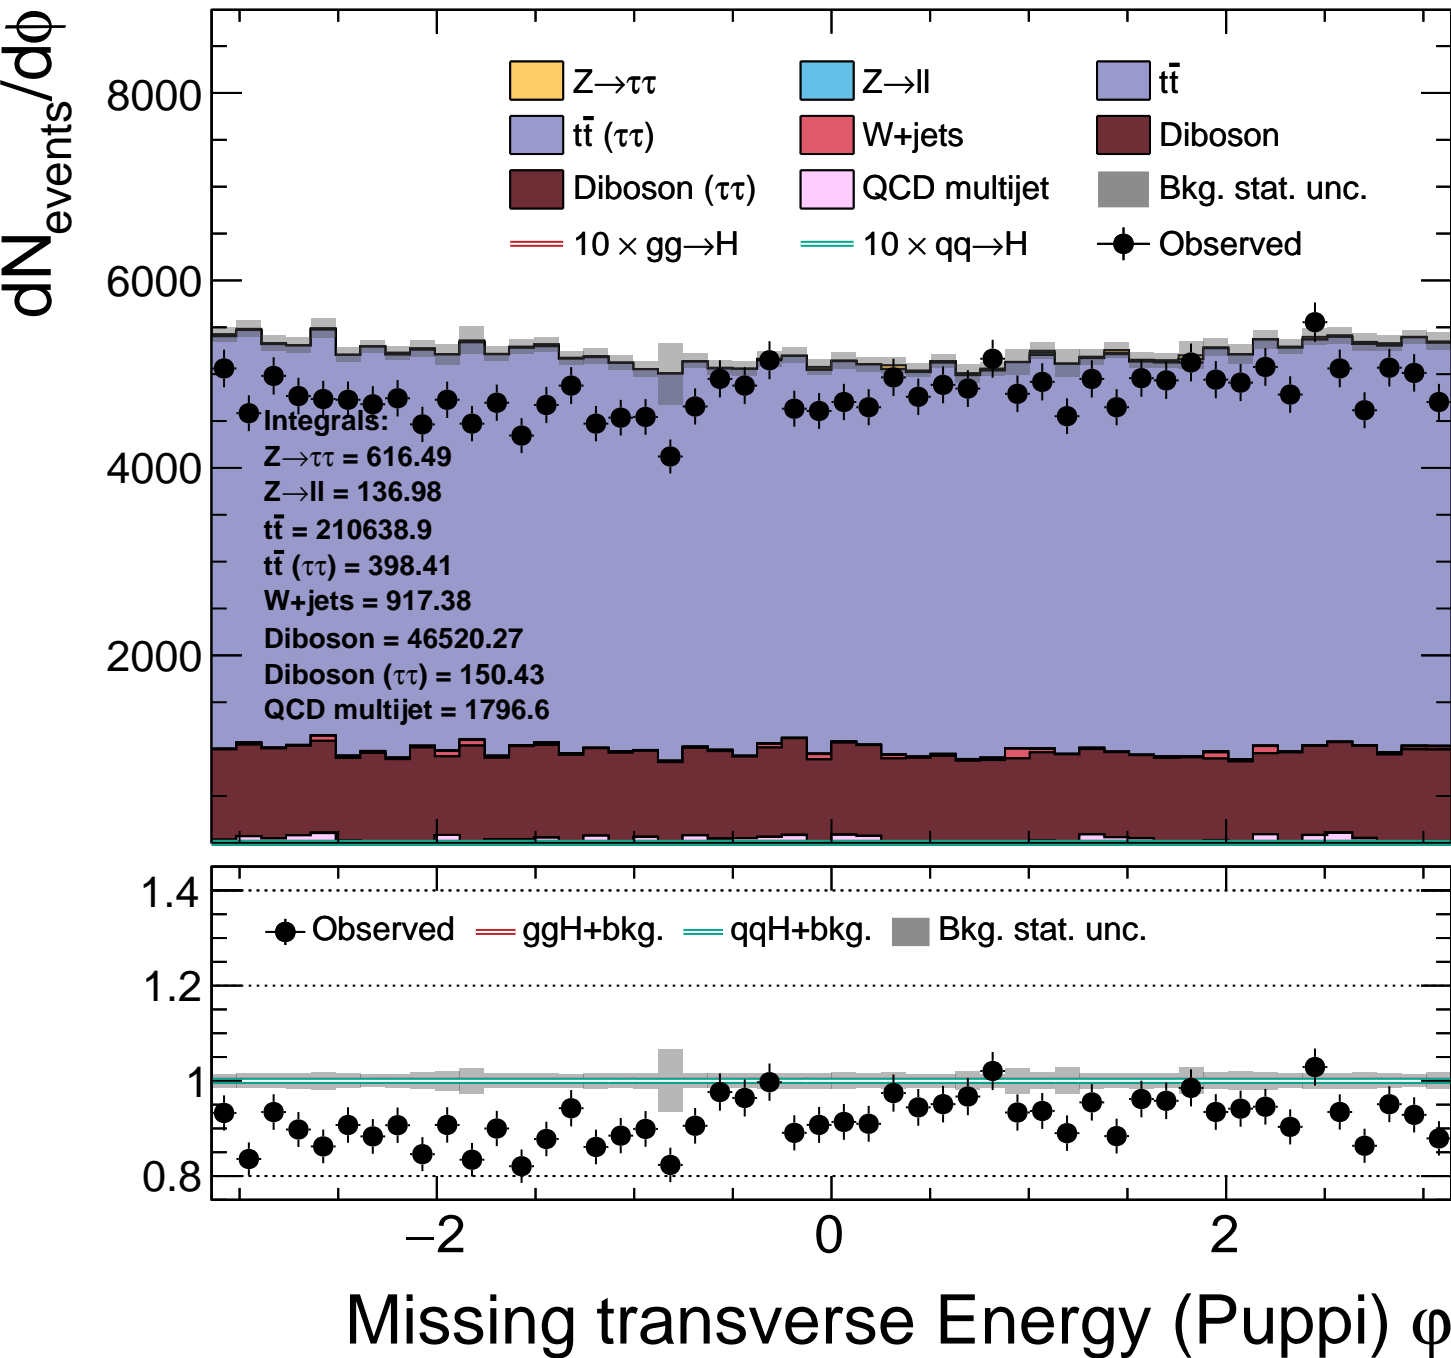 dN_events/dϕ
8000
6000
4000
2000
Z→ττ Z→ll tt̄
tt̄ (ττ) W+jets Diboson
Diboson (ττ) QCD multijet Bkg. stat. unc.
10 × gg→H 10 × qq→H Observed
Integrals:
Z→ττ = 616.49
Z→ll = 136.98
tt̄ = 210638.9
tt̄ (ττ) = 398.41
W+jets = 917.38
Diboson = 46520.27
Diboson (ττ) = 150.43
QCD multijet = 1796.6
1.4
1.2
1
0.8
Observed ggH+bkg. qqH+bkg. Bkg. stat. unc.
−2 0 2
Missing transverse Energy (Puppi) φ